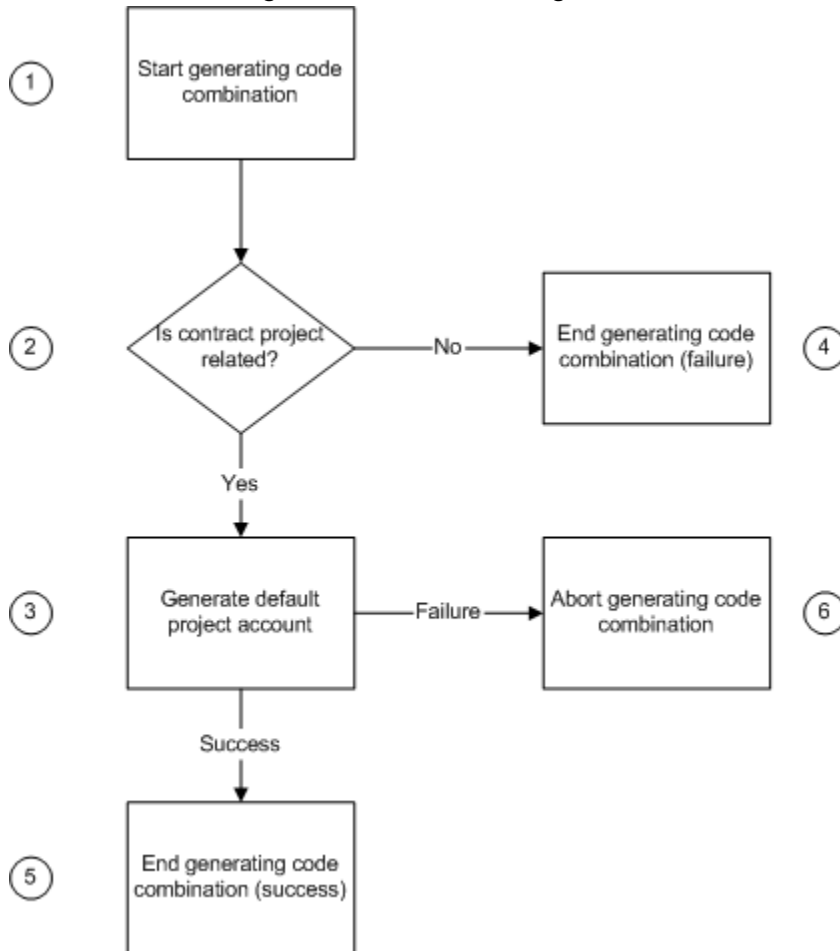 1
Start generating code
combination
2
Is contract project
related?
No
End generating code
combination (failure)
4
Yes
3
Generate default
project account
Failure
Abort generating code
combination
6
Success
5
End generating code
combination (success)